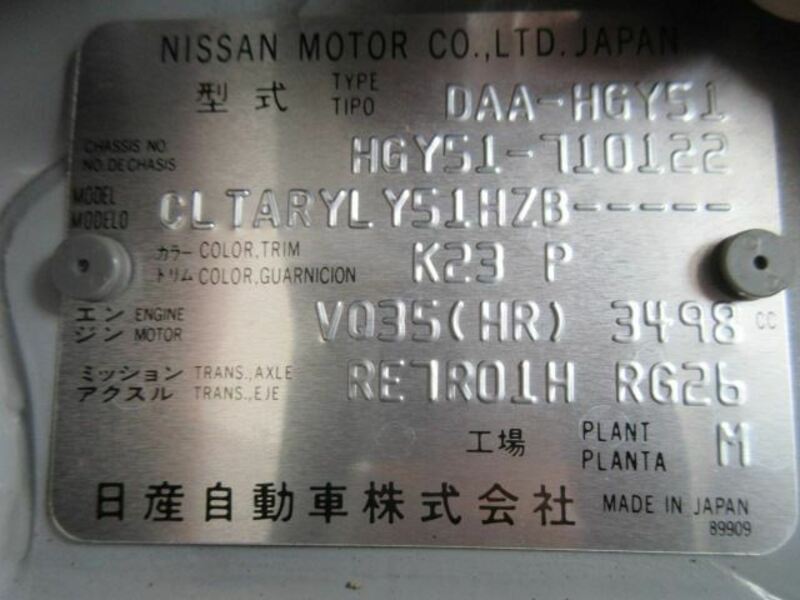 NISSAN MOTOR CO.,LTD. JAPAN
型式 TYPE TIPO DAA-HGY51
CHASSIS NO. NO. DE CHASIS HGY51-710122
MODEL MODELO CLTARYLY51HZB-----
カラー COLOR,TRIM トリム COLOR,GUARNICION K23 P
エンジン ENGINE MOTOR VQ35(HR) 3498 CC
ミッション TRANS.,AXLE アクスル TRANS.,EJE RE7R01H RG26
工場 PLANT PLANTA M
日産自動車株式会社 MADE IN JAPAN
89909